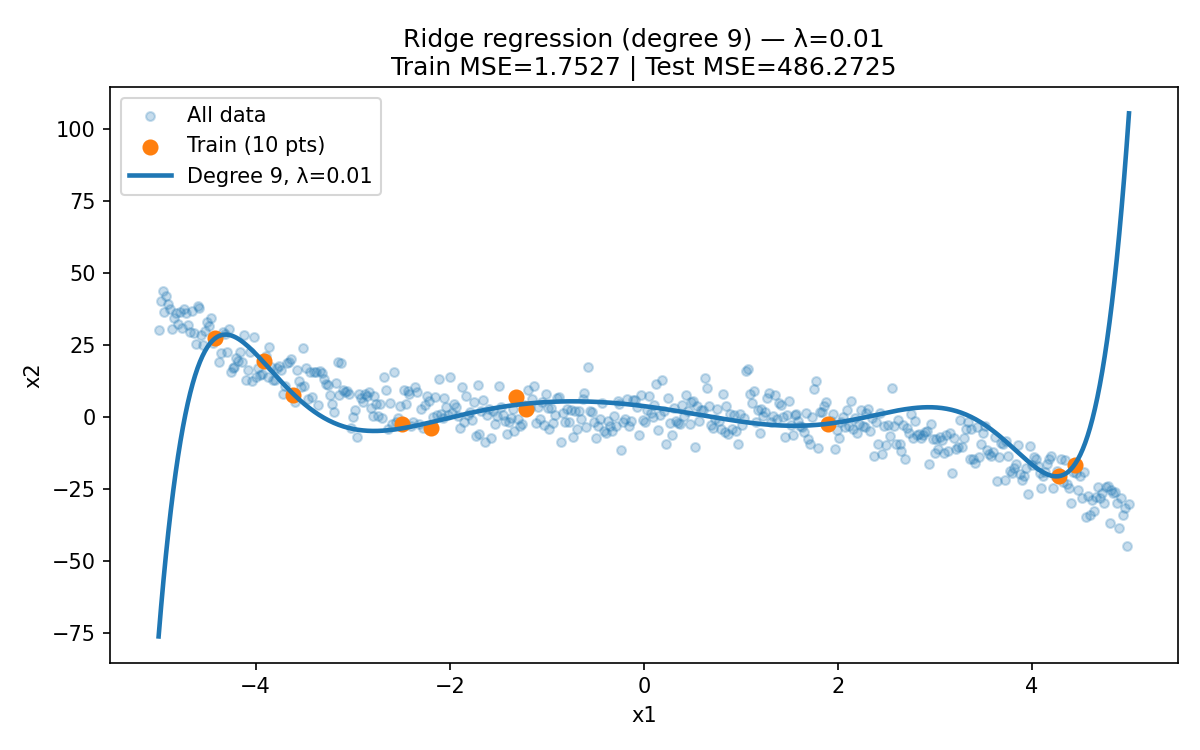 Ridge regression (degree 9) — λ=0.01
Train MSE=1.7527 | Test MSE=486.2725
All data
Train (10 pts)
Degree 9, λ=0.01
100
75
50
25
0
−25
−50
−75
x2
−4
−2
0
2
4
x1